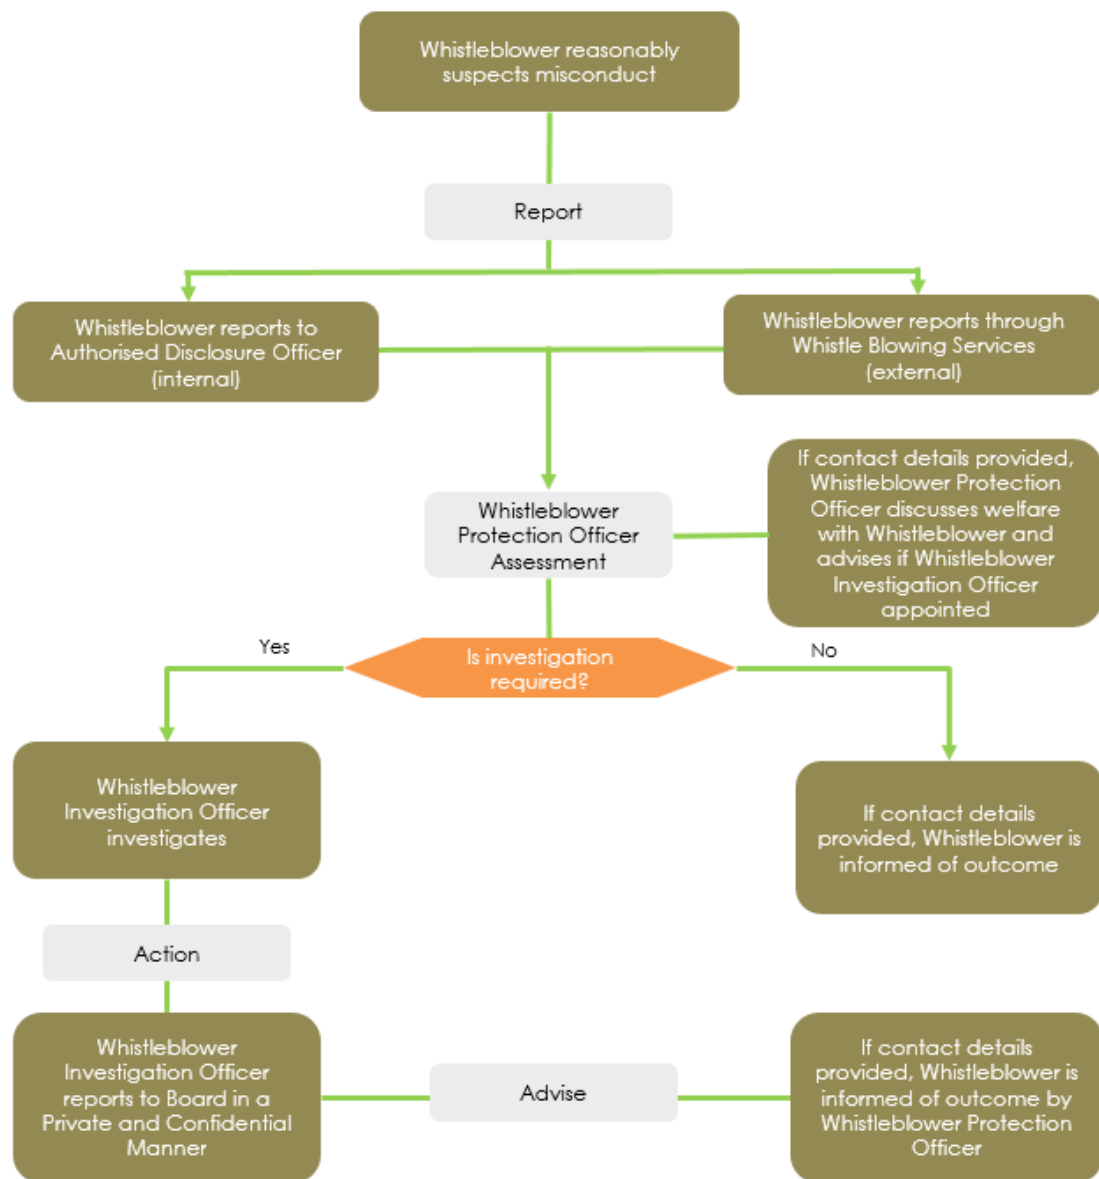 Whistleblower reasonably
suspects misconduct
Report
Whistleblower reports to
Authorised Disclosure Officer
(internal)
Whistleblower reports through
Whistle Blowing Services
(external)
Whistleblower
Protection Officer
Assessment
If contact details provided,
Whistleblower Protection
Officer discusses welfare
with Whistleblower and
advises if Whistleblower
Investigation Officer
appointed
Yes
Is investigation
required?
No
Whistleblower
Investigation Officer
investigates
If contact details
provided, Whistleblower is
informed of outcome
Action
Whistleblower
Investigation Officer
reports to Board in a
Private and Confidential
Manner
Advise
If contact details
provided, Whistleblower is
informed of outcome by
Whistleblower Protection
Officer